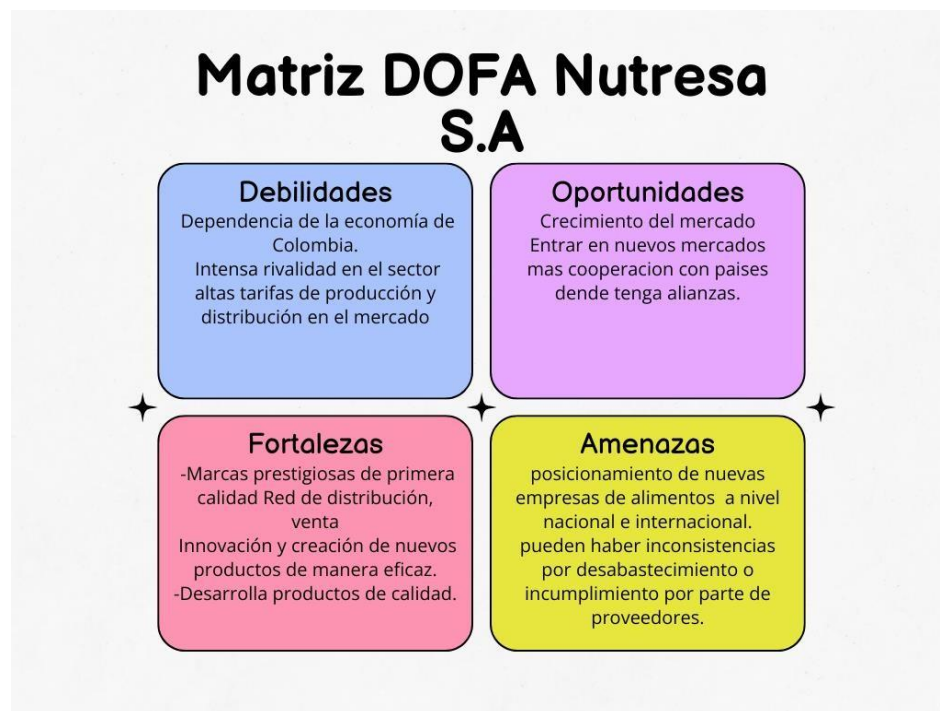 Matriz DOFA Nutresa
S.A
Debilidades
Dependencia de la economía de
Colombia.
Intensa rivalidad en el sector
altas tarifas de producción y
distribución en el mercado
Oportunidades
Crecimiento del mercado
Entrar en nuevos mercados
mas cooperacion con paises
dende tenga alianzas.
Fortalezas
-Marcas prestigiosas de primera
calidad Red de distribución,
venta
Innovación y creación de nuevos
productos de manera eficaz.
-Desarrolla productos de calidad.
Amenazas
posicionamiento de nuevas
empresas de alimentos a nivel
nacional e internacional.
pueden haber inconsistencias
por desabastecimiento o
incumplimiento por parte de
proveedores.